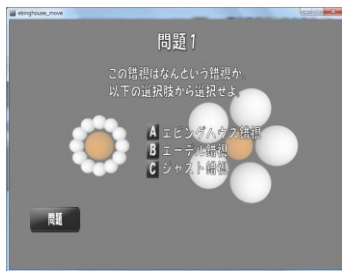 ebinghouse_move
問題1
この錯視はなんという錯視か。
以下の選択肢から選択せよ。
A エビングハウス錯視
B エーデル錯視
C ジャスト錯視
問題